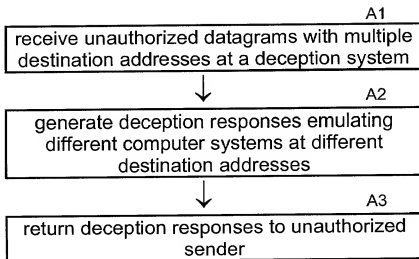 A1
receive unauthorized datagrams with multiple
destination addresses at a deception system
A2
generate deception responses emulating
different computer systems at different
destination addresses
A3
return deception responses to unauthorized
sender